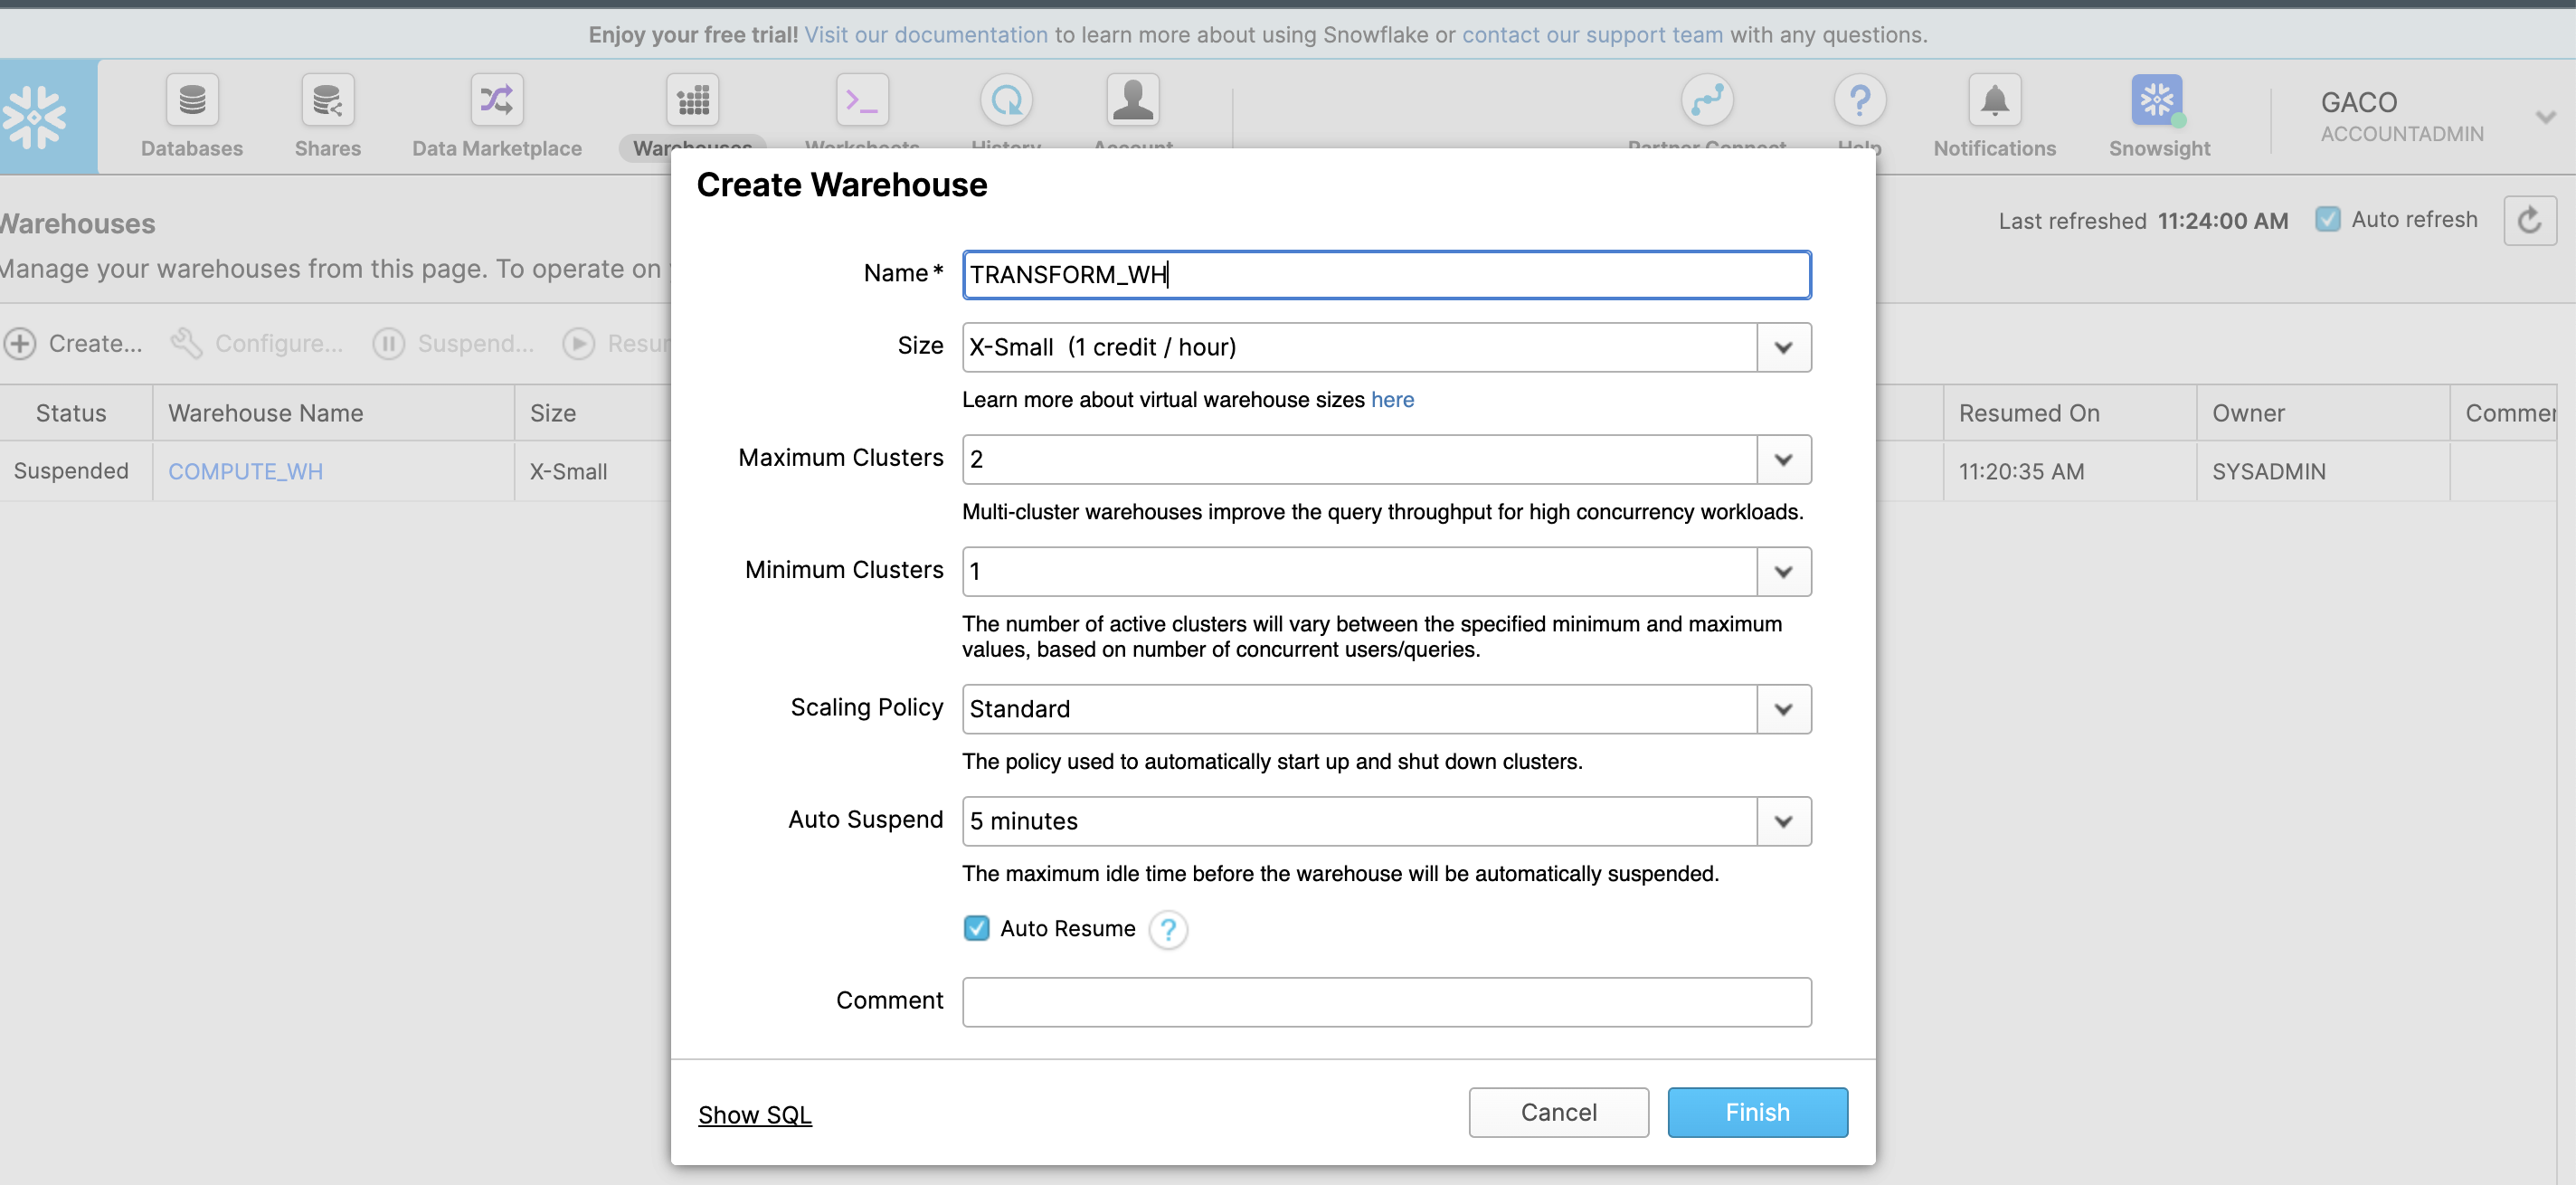 Enjoy your free trial! Visit our documentation to learn more about using Snowflake or contact our support team with any questions.
Databases
Shares
Data Marketplace
Warehouses
Worksheets
History
Account
Partner Connect
Help
Notifications
Snowsight
GACO
ACCOUNTADMIN
Warehouses
Last refreshed 11:24:00 AM
Auto refresh
Manage your warehouses from this page. To operate on
Create...
Configure...
Suspend...
Status
Warehouse Name
Size
Resumed On
Owner
Suspended
COMPUTE_WH
X-Small
11:20:35 AM
SYSADMIN
Create Warehouse
Name* TRANSFORM_WH
Size X-Small (1 credit / hour)
Learn more about virtual warehouse sizes here
Maximum Clusters 2
Multi-cluster warehouses improve the query throughput for high concurrency workloads.
Minimum Clusters 1
The number of active clusters will vary between the specified minimum and maximum
values, based on number of concurrent users/queries.
Scaling Policy Standard
The policy used to automatically start up and shut down clusters.
Auto Suspend 5 minutes
The maximum idle time before the warehouse will be automatically suspended.
Auto Resume ?
Comment
Show SQL
Cancel
Finish